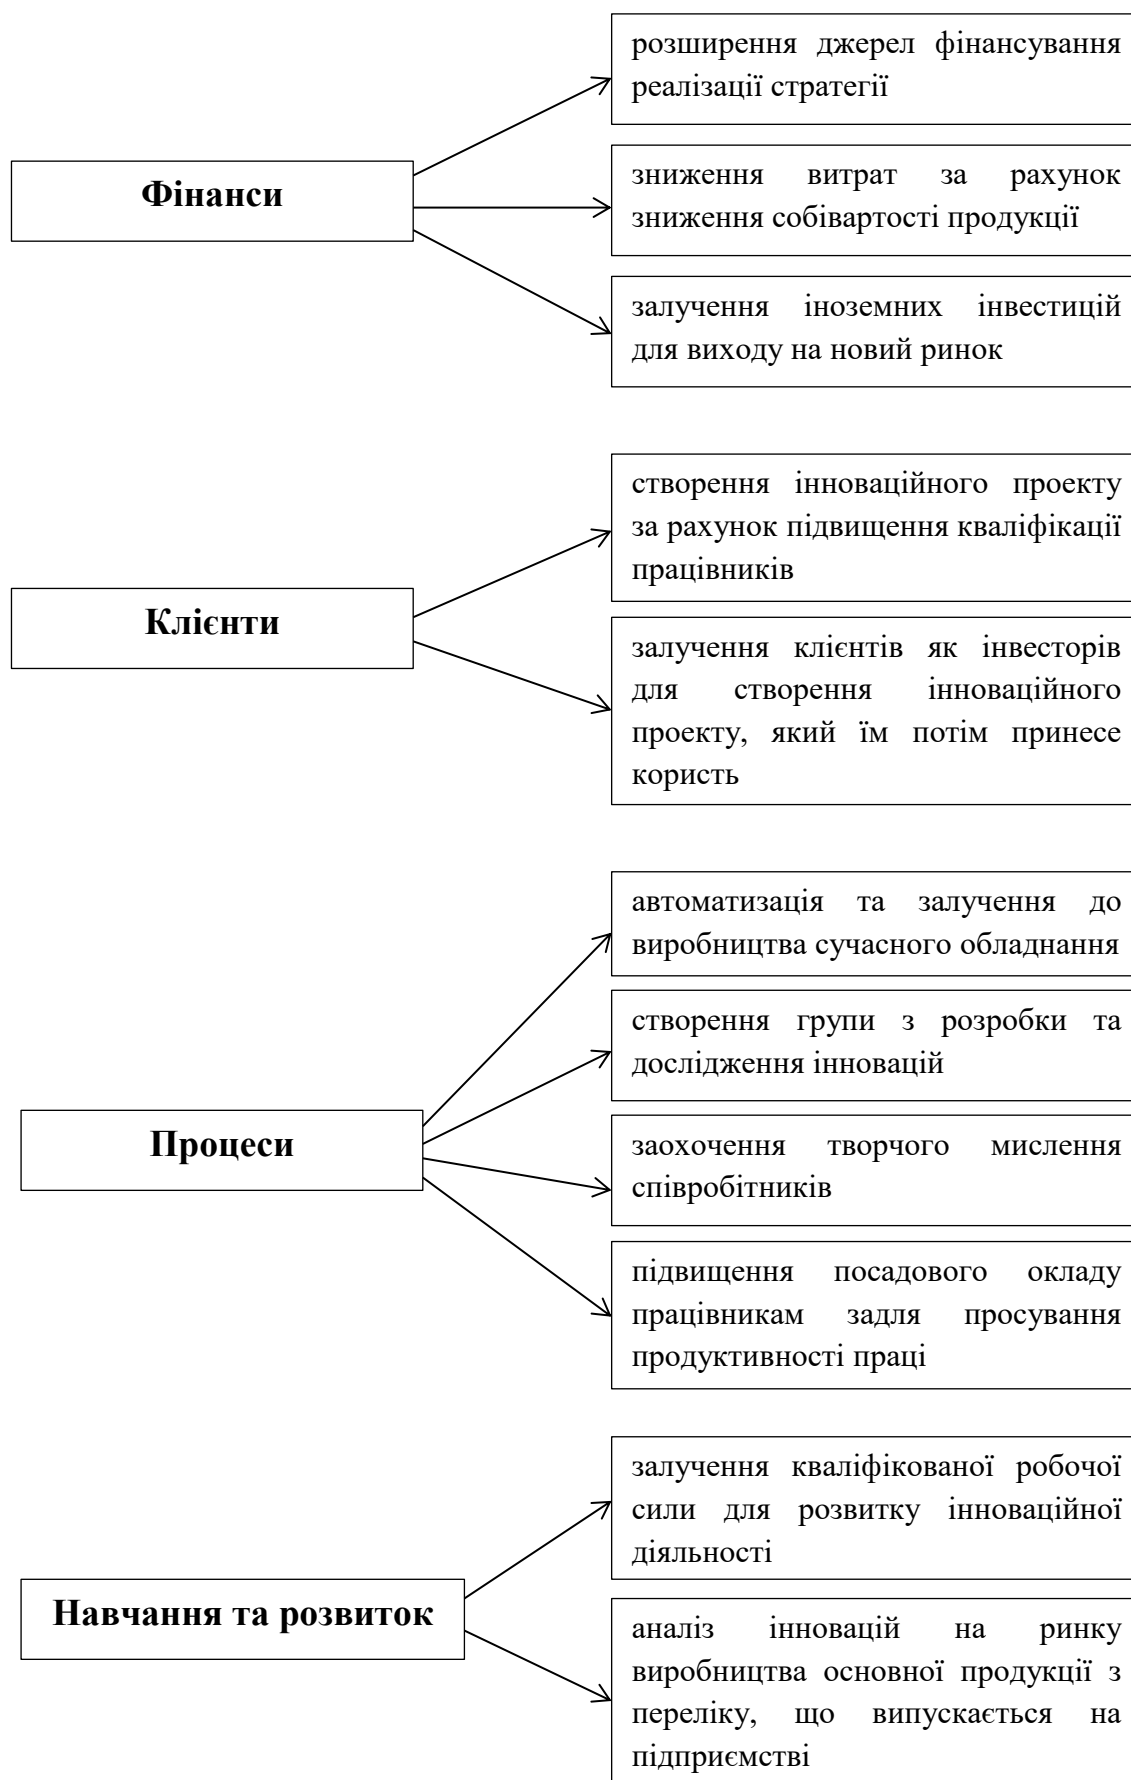 розширення джерел фінансування
реалізації стратегії
Фінанси
зниження витрат за рахунок
зниження собівартості продукції
залучення іноземних інвестицій
для виходу на новий ринок
створення інноваційного проекту
за рахунок підвищення кваліфікації
працівників
Клієнти
залучення клієнтів як інвесторів
для створення інноваційного
проекту, який їм потім принесе
користь
автоматизація та залучення до
виробництва сучасного обладнання
створення групи з розробки та
дослідження інновацій
Процеси
заохочення творчого мислення
співробітників
підвищення посадового окладу
працівникам задля просування
продуктивності праці
залучення кваліфікованої робочої
сили для розвитку інноваційної
діяльності
Навчання та розвиток
аналіз інновацій на ринку
виробництва основної продукції з
переліку, що випускається на
підприємстві